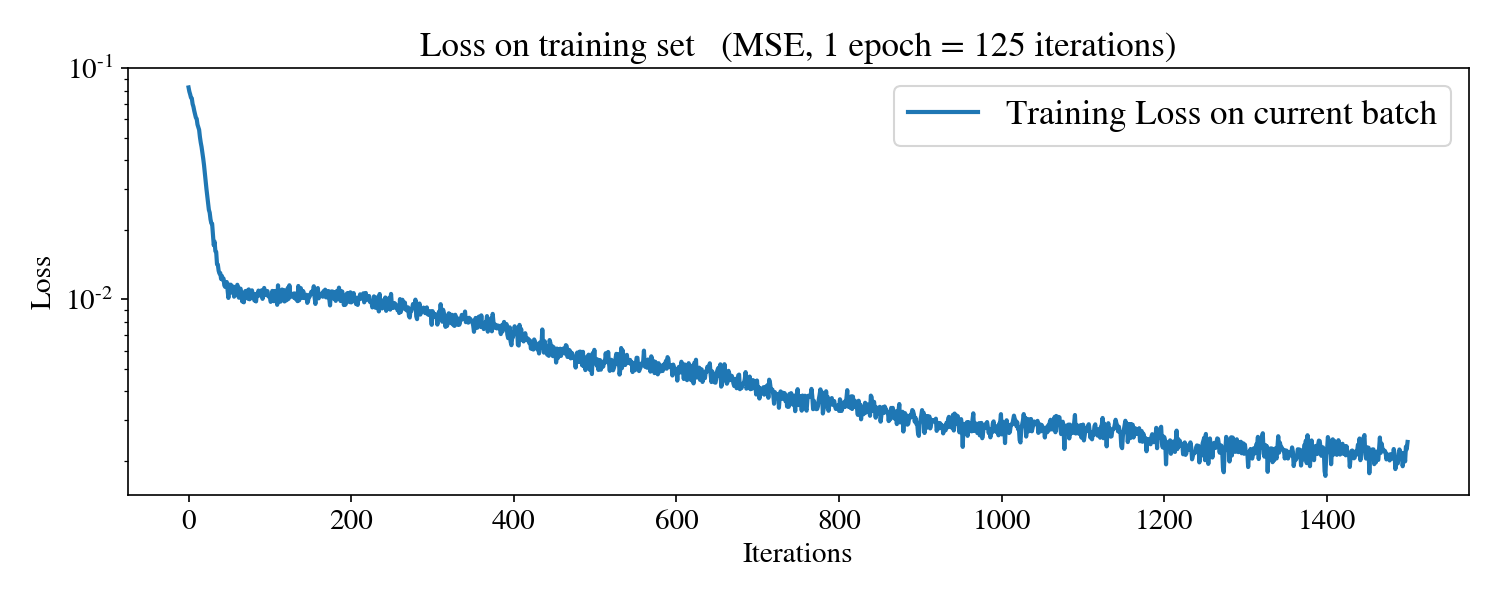 Loss on training set (MSE, 1 epoch = 125 iterations)
10⁻¹
Training Loss on current batch
Loss
10⁻²
0 200 400 600 800 1000 1200 1400
Iterations